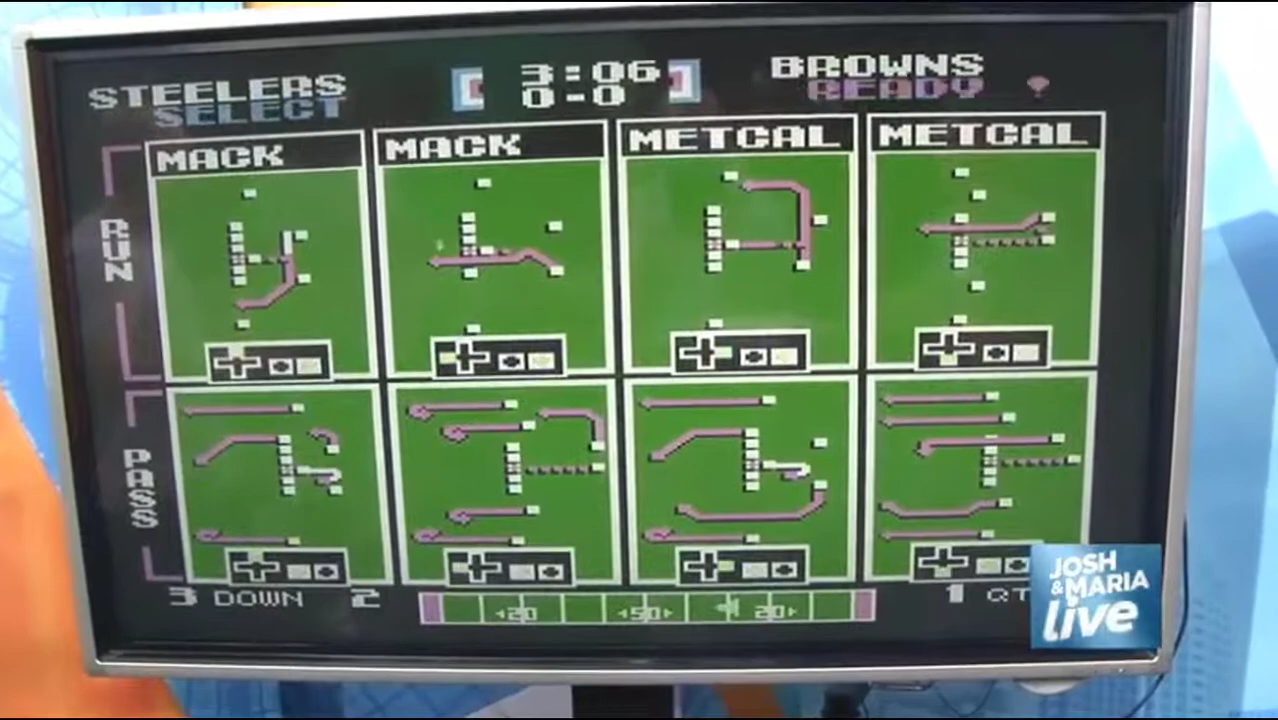 STEELERS
SELECT
3:06
0-0
BROWNS
READY
MACK
MACK
METCAL
METCAL
RUN
PASS
3 DOWN 2
20
50
20
1 QT
JOSH
& MARIA
live